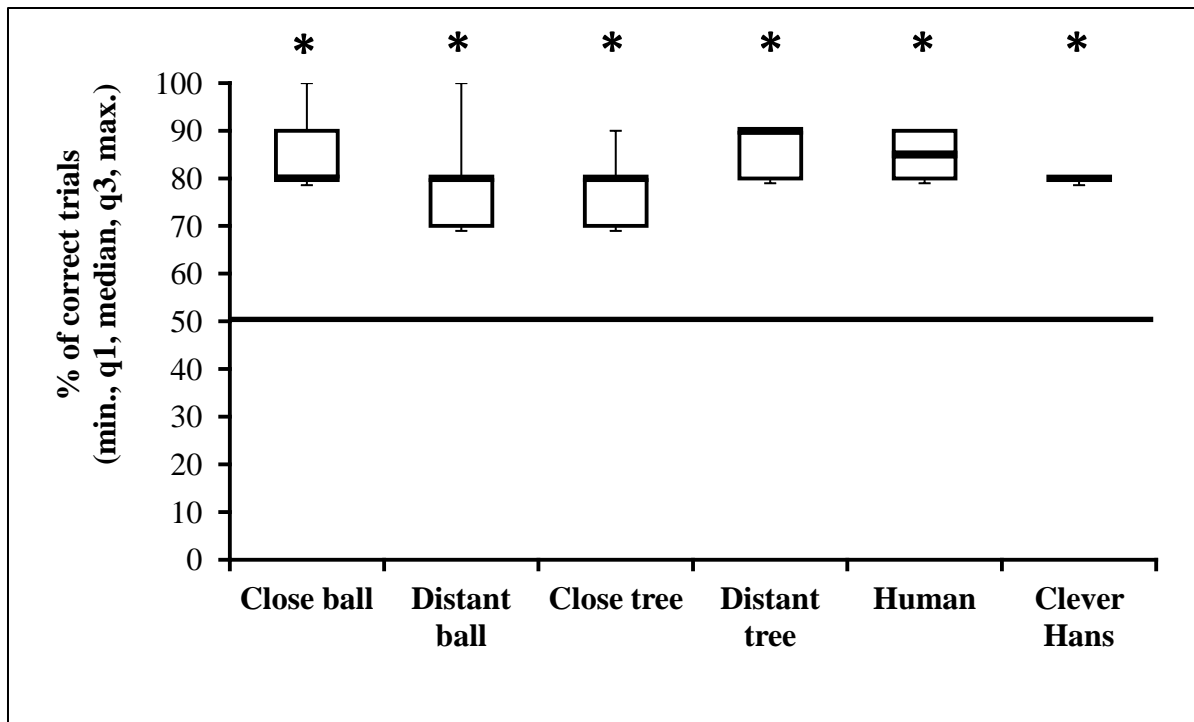 * * * * * *
% of correct trials
(min., q1, median, q3, max.)
100
90
80
70
60
50
40
30
20
10
0
Close ball
Distant
ball
Close tree
Distant
tree
Human
Clever
Hans